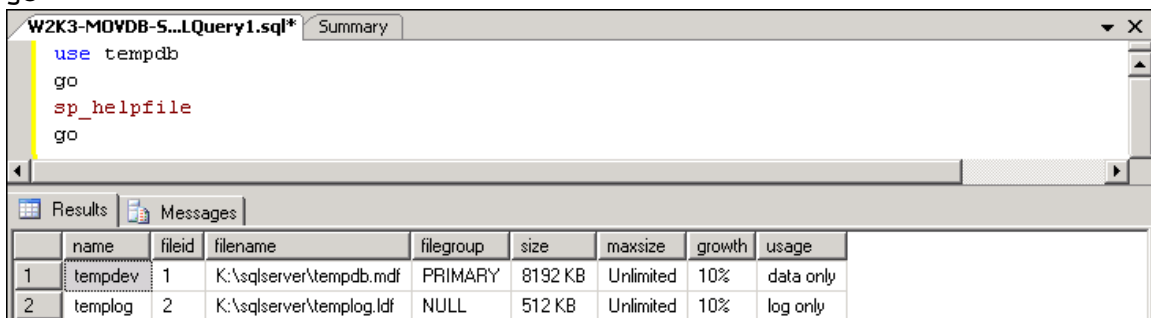 W2K3-MOVDB-S...LQuery1.sql* Summary
use tempdb
go
sp_helpfile
go
Results Messages
name fileid filename filegroup size maxsize growth usage
1 tempdev 1 K:\sqlserver\tempdb.mdf PRIMARY 8192 KB Unlimited 10% data only
2 templog 2 K:\sqlserver\templog.ldf NULL 512 KB Unlimited 10% log only